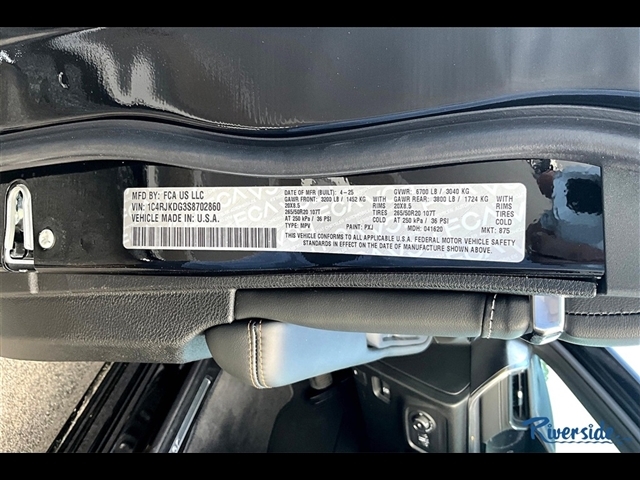 MFD BY: FCA US LLC
VIN: 1C4RJKDG3S8702860
VEHICLE MADE IN U.S.A.
DATE OF MFR (BUILT): 4-25 GVWR: 6700 LB / 3040 KG
GAWR FRONT: 3200 LB / 1452 KG WITH GAWR REAR: 3800 LB / 1724 KG WITH
20X8.5 RIMS 20X8.5 RIMS
265/50R20 107T TIRES 265/50R20 107T TIRES
AT 250 kPa / 36 PSI COLD AT 250 kPa / 36 PSI COLD
TYPE: MPV PAINT: PXJ MDH: 041620 MKT: 875
THIS VEHICLE CONFORMS TO ALL APPLICABLE U.S.A. FEDERAL MOTOR VEHICLE SAFETY
BUMPER AND THEFT PREVENTION STANDARDS IN EFFECT ON THE DATE OF MANUFACTURE SHOWN ABOVE.
Riverside